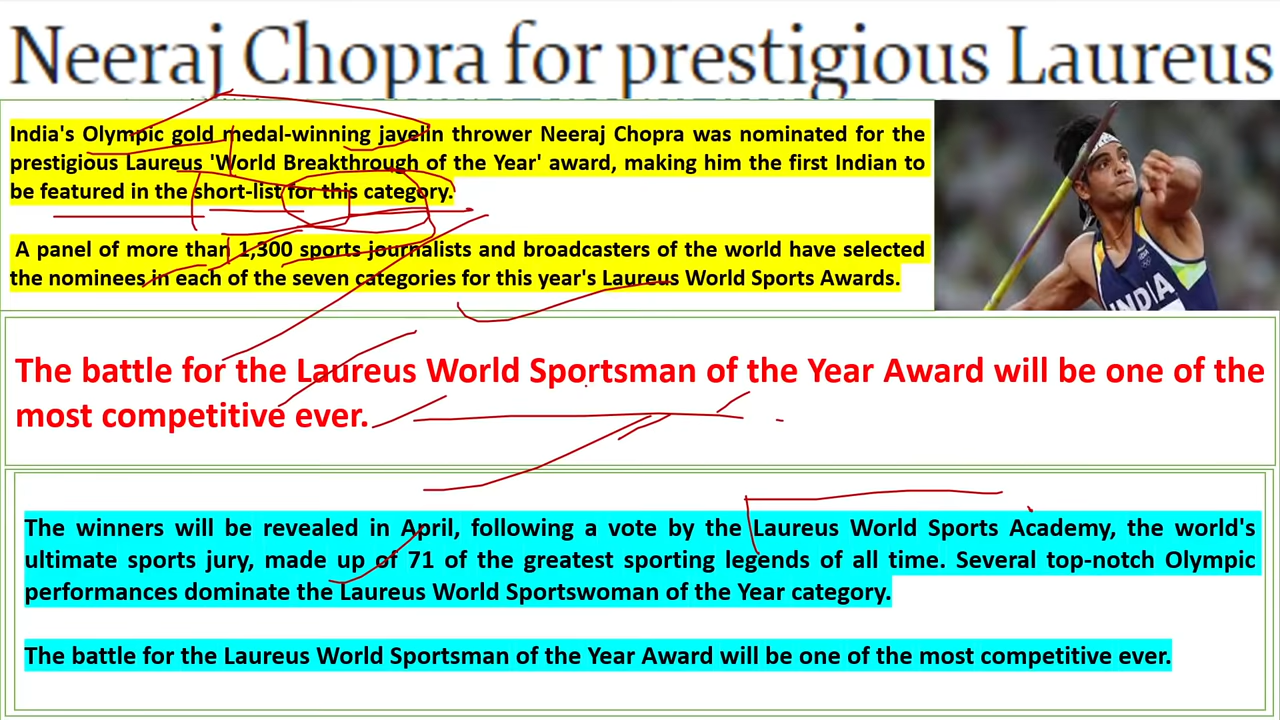 Neeraj Chopra for prestigious Laureus
India's Olympic gold medal-winning javelin thrower Neeraj Chopra was nominated for the
prestigious Laureus 'World Breakthrough of the Year' award, making him the first Indian to
be featured in the short-list for this category.
A panel of more than 1,300 sports journalists and broadcasters of the world have selected
the nominees in each of the seven categories for this year's Laureus World Sports Awards.
INDIA
The battle for the Laureus World Sportsman of the Year Award will be one of the
most competitive ever.
The winners will be revealed in April, following a vote by the Laureus World Sports Academy, the world's
ultimate sports jury, made up of 71 of the greatest sporting legends of all time. Several top-notch Olympic
performances dominate the Laureus World Sportswoman of the Year category.
The battle for the Laureus World Sportsman of the Year Award will be one of the most competitive ever.